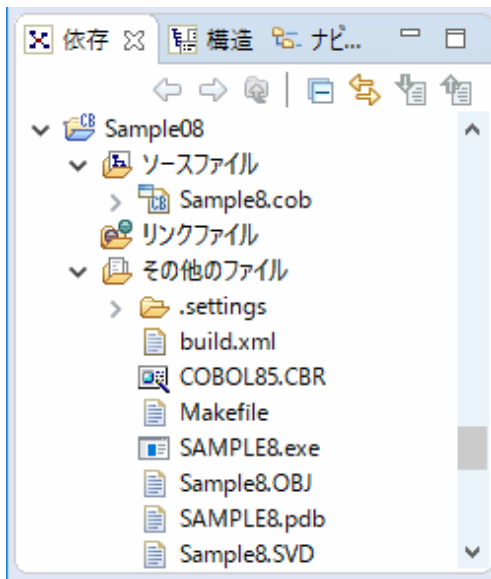 依存 構造 ナビ...
Sample08
ソースファイル
Sample8.cob
リンクファイル
その他のファイル
.settings
build.xml
COBOL85.CBR
Makefile
SAMPLE8.exe
Sample8.OBJ
SAMPLE8.pdb
Sample8.SVD